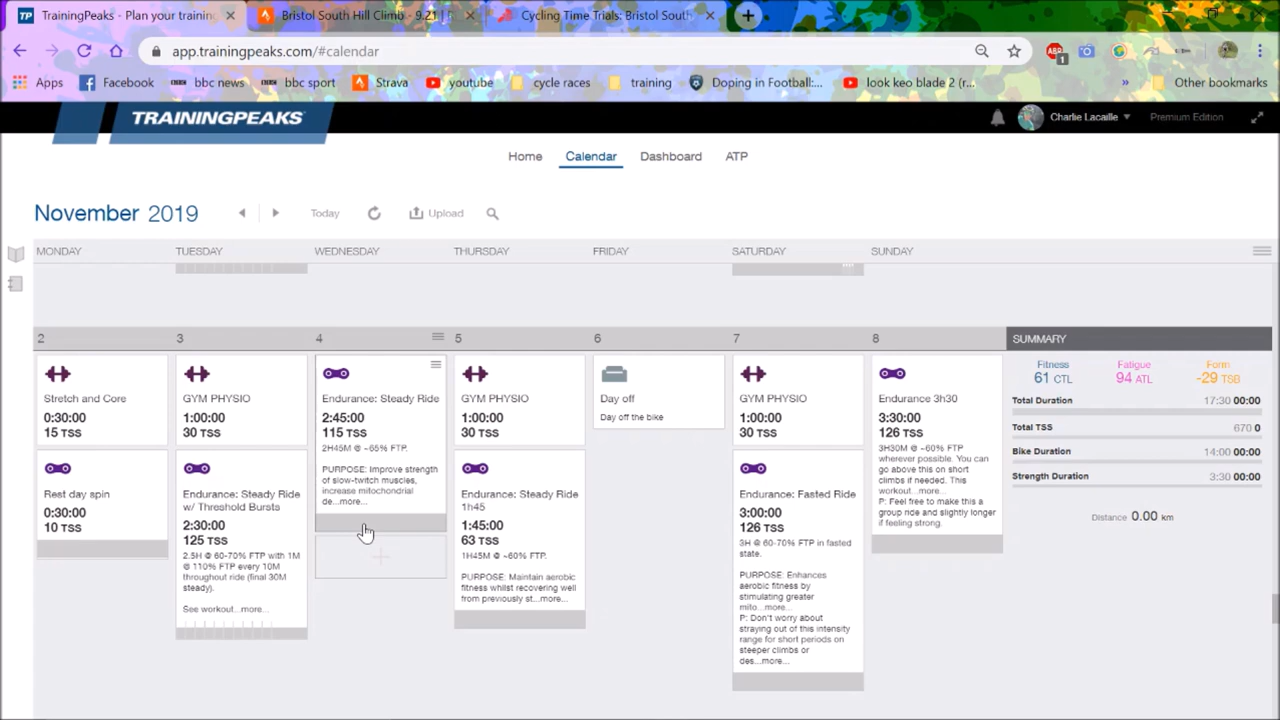 TrainingPeaks - Plan your trainin
Bristol South Hill Climb - 9.21 |
Cycling Time Trials: Bristol South
app.trainingpeaks.com/#calendar
Apps Facebook bbc news bbc sport Strava youtube cycle races training Doping in Football:... look keo blade 2 (r... » Other bookmarks
TRAININGPEAKS
Charlie Lacaille Premium Edition
Home Calendar Dashboard ATP
November 2019 Today Upload
MONDAY TUESDAY WEDNESDAY THURSDAY FRIDAY SATURDAY SUNDAY
2 3 4 5 6 7 8 SUMMARY
Stretch and Core
0:30:00
15 TSS
Rest day spin
0:30:00
10 TSS
GYM PHYSIO
1:00:00
30 TSS
Endurance: Steady Ride
w/ Threshold Bursts
2:30:00
125 TSS
2.5H @ 60-70% FTP with 1M
@ 110% FTP every 10M
throughout ride (final 30M
steady).
See workout...more...
Endurance: Steady Ride
2:45:00
115 TSS
2H45M @ ~65% FTP.
PURPOSE: Improve strength
of slow-twitch muscles,
increase mitochondrial
de...more...
GYM PHYSIO
1:00:00
30 TSS
Endurance: Steady Ride
1h45
1:45:00
63 TSS
1H45M @ ~60% FTP.
PURPOSE: Maintain aerobic
fitness whilst recovering well
from previously st...more...
Day off
Day off the bike
GYM PHYSIO
1:00:00
30 TSS
Endurance: Fasted Ride
3:00:00
126 TSS
3H @ 60-70% FTP in fasted
state.
PURPOSE: Enhances
aerobic fitness by
stimulating greater
mito...more...
P: Don't worry about
straying out of this intensity
range for short periods on
steeper climbs or
des...more...
Endurance 3h30
3:30:00
126 TSS
3H30M @ ~60% FTP
wherever possible. You can
go above this on short
climbs if needed. This
workout...more...
P: Feel free to make this a
group ride and slightly longer
if feeling strong.
Fitness Fatigue Form
61 CTL 94 ATL -29 TSB
Total Duration 17:30 00:00
Total TSS 670 0
Bike Duration 14:00 00:00
Strength Duration 3:30 00:00
Distance 0.00 km